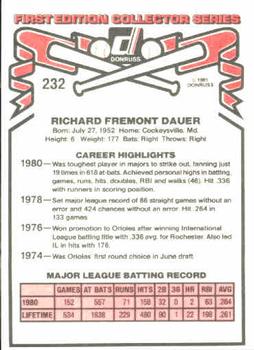 FIRST EDITION COLLECTOR SERIES
DONRUSS
232
© 1981
DONRUSS
RICHARD FREMONT DAUER
Born: July 27, 1952 Home: Cockeysville, Md.
Height: 6 Weight: 177 Bats: Right Throws: Right
CAREER HIGHLIGHTS
1980— Was toughest player in majors to strike out, fanning just
19 times in 618 at bats. Achieved personal highs in batting,
games, runs, hits, doubles, RBI and walks (46). Hit .336
with runners in scoring position.
1978— Set major league record of 86 straight games without an
error and 424 chances without an error. Hit .264 in
133 games
1976— Won promotion to Orioles after winning International
League batting title with .336 avg. for Rochester. Also led
IL in hits with 176.
1974— Was Orioles' first round choice in June draft
MAJOR LEAGUE BATTING RECORD
GAMES AT BATS RUNS HITS 2B 3B HR RBI AVG
1980 152 557 71 158 32 0 2 63 .284
LIFETIME 534 1838 229 480 90 1 22 198 .261